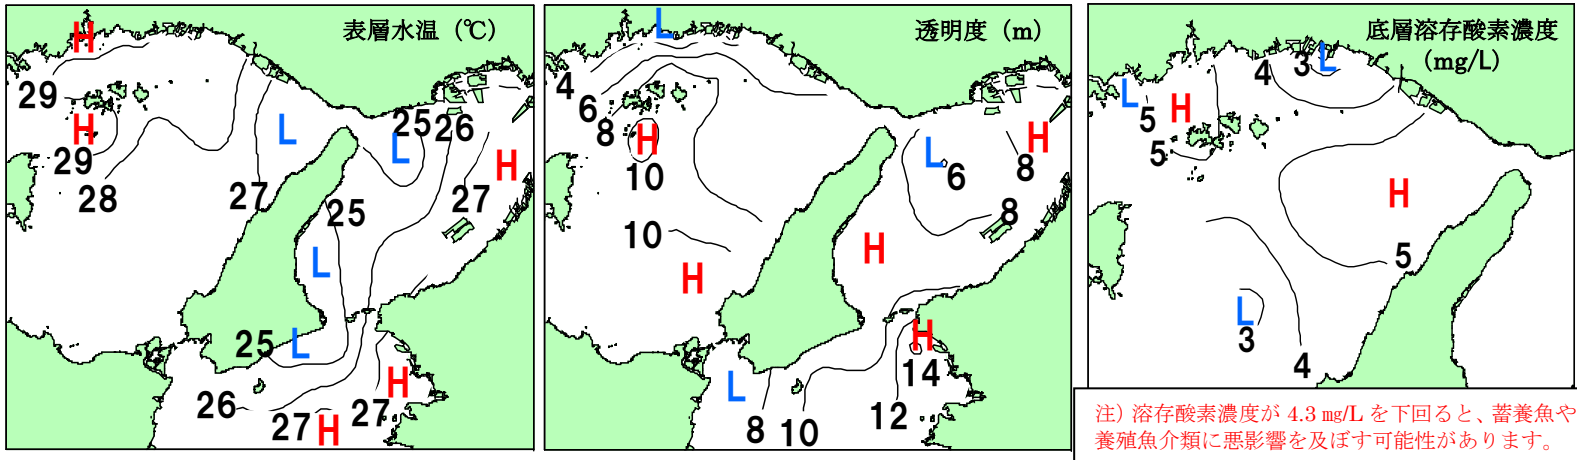 表層水温（℃）
H
29
H
29
28
L
27
25
L
26
H
27
25
L
25
L
26
27
H
27
H
透明度（m）
L
4
6
8
H
10
10
H
L
6
H
8
8
H
H
14
L
8
10
12
底層溶存酸素濃度
（mg/L）
L
5
H
5
4
3
L
H
5
L
3
4
注）溶存酸素濃度が 4.3 ㎎/L を下回ると、蓄養魚や
養殖魚介類に悪影響を及ぼす可能性があります。